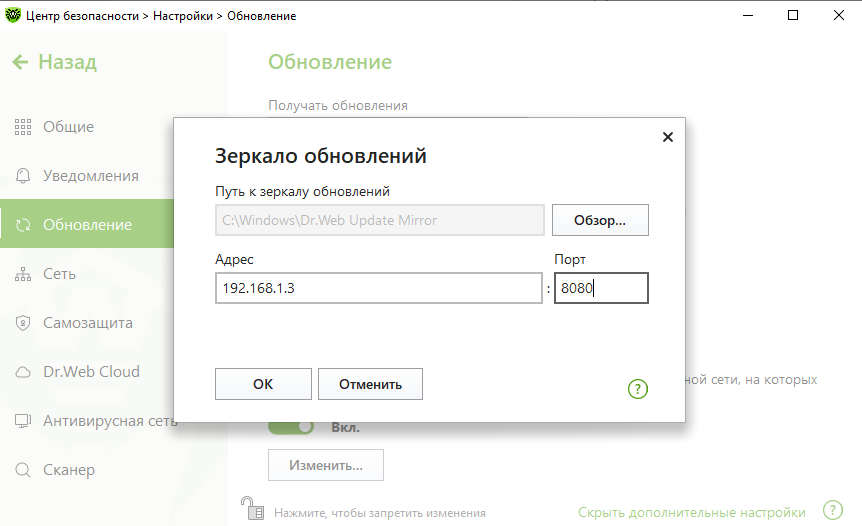 Центр безопасности > Настройки > Обновление
Назад
Общие
Уведомления
Обновление
Сеть
Самозащита
Dr.Web Cloud
Антивирусная сеть
Сканер
Обновление
Получать обновления
Зеркало обновлений
Путь к зеркалу обновлений
C:\Windows\Dr.Web Update Mirror
Обзор...
Адрес
Порт
192.168.1.3 : 8080
ОК
Отменить
?
ной сети, на которых
Вкл.
Изменить...
Нажмите, чтобы запретить изменения
Скрыть дополнительные настройки
?